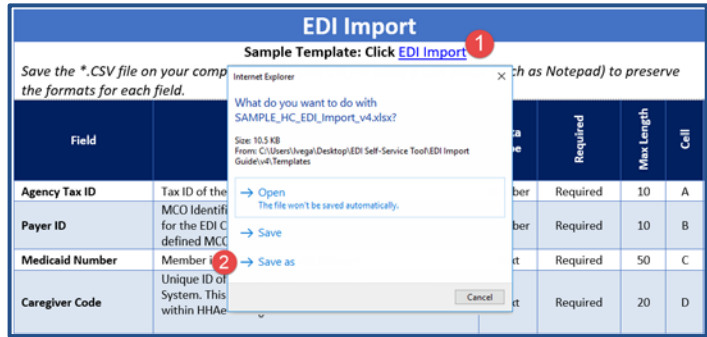 EDI Import
1
Sample Template: Click EDI Import
Save the *.CSV file on your comp ch as Notepad) to preserve
the formats for each field.
Internet Explorer
What do you want to do with
SAMPLE_HC_EDI_Import_v4.xlsx?
Size: 10.5 KB
From: C:\Users\lvega\Desktop\EDI Self-Service Tool\EDI Import
Guide\v4\Templates
→ Open
The file won't be saved automatically.
→ Save
2
→ Save as
Cancel
Field Required Max Length Cell
Agency Tax ID Tax ID of the ber Required 10 A
Payer ID MCO Identifi ber Required 10 B
for the EDI C
defined MCO
Medicaid Number Member i xt Required 50 C
Caregiver Code Unique ID of xt Required 20 D
System. This
within HHAe